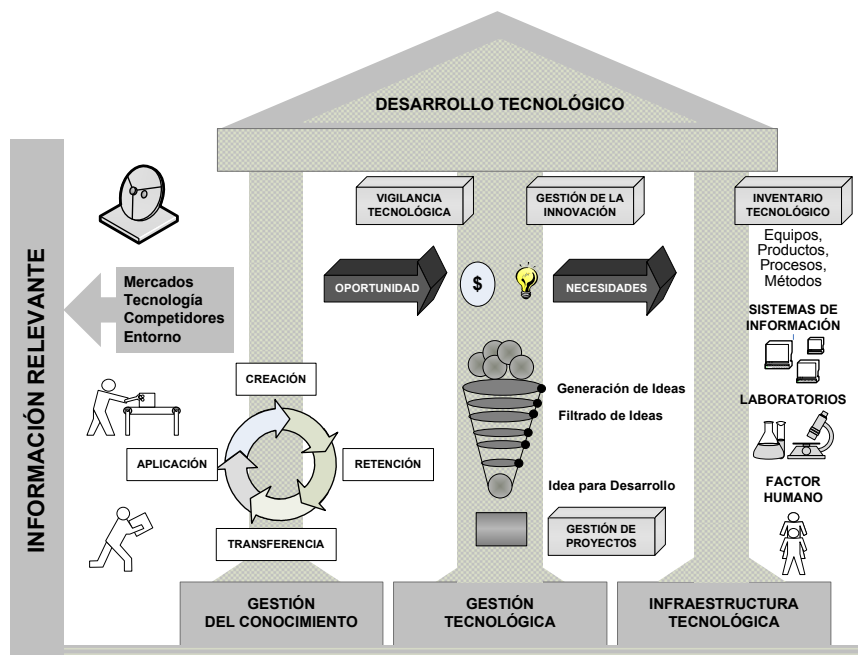 DESARROLLO TECNOLÓGICO
INFORMACIÓN RELEVANTE
VIGILANCIA
TECNOLÓGICA
GESTIÓN DE LA
INNOVACIÓN
INVENTARIO
TECNOLÓGICO
Equipos,
Productos,
Procesos,
Métodos
Mercados
Tecnología
Competidores
Entorno
OPORTUNIDAD
$
NECESIDADES
SISTEMAS DE
INFORMACIÓN
CREACIÓN
APLICACIÓN
RETENCIÓN
TRANSFERENCIA
Generación de Ideas
Filtrado de Ideas
Idea para Desarrollo
GESTIÓN DE
PROYECTOS
LABORATORIOS
FACTOR
HUMANO
GESTIÓN
DEL CONOCIMIENTO
GESTIÓN
TECNOLÓGICA
INFRAESTRUCTURA
TECNOLÓGICA